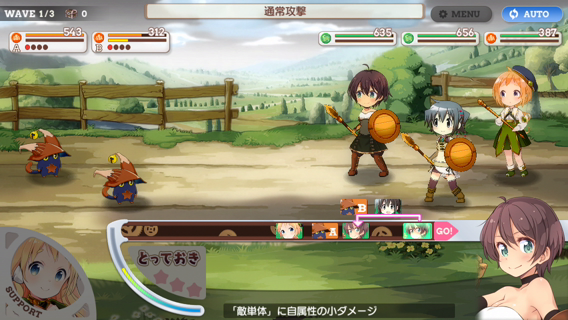 WAVE 1/3
0
通常攻撃
MENU
AUTO
543
312
635
656
387
A
B
B
A
GO!
とっておき
SUPPORT
「敵単体」に自属性の小ダメージ